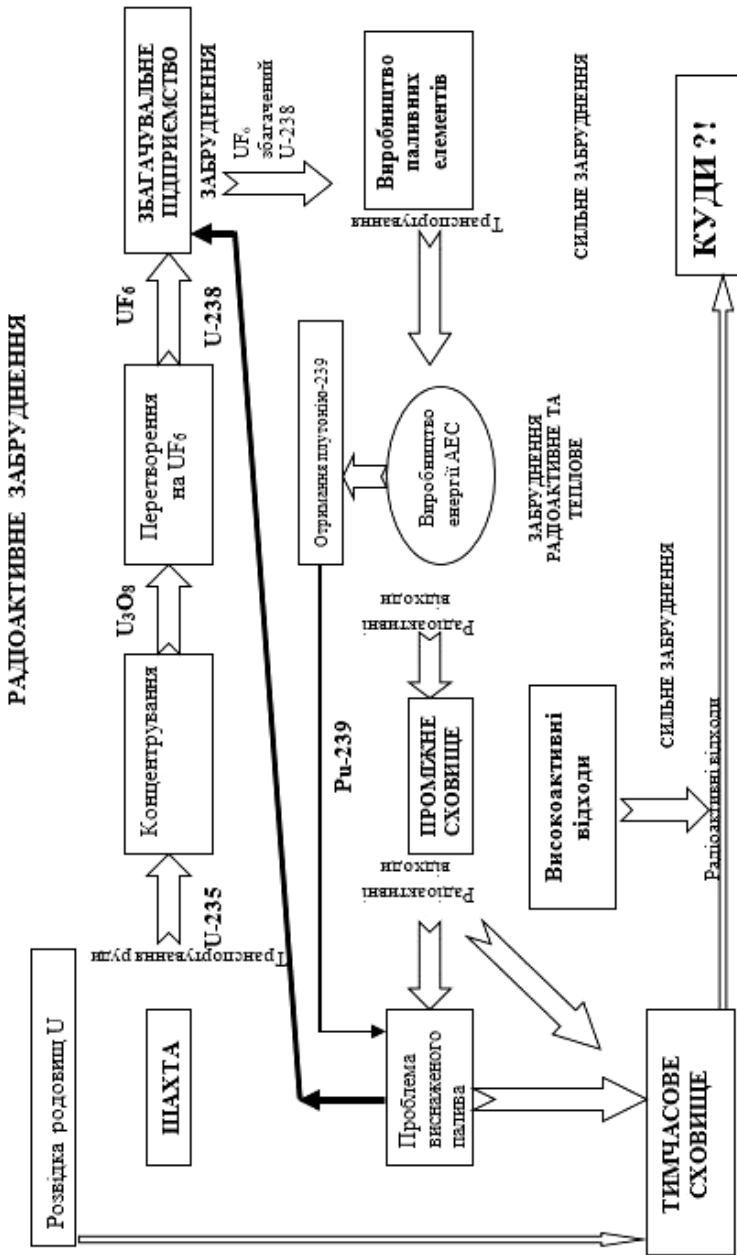 РАДІОАКТИВНЕ ЗАБРУДНЕННЯ
Розвідка родовищ U
ШАХТА
Транспортування руди
U-235
Концентрування
U₃O₈
Перетворення
на UF₆
UF₆
U-238
ЗБАГАЧУВАЛЬНЕ
ПІДПРИЄМСТВО
ЗАБРУДНЕННЯ
UF₆
збагачений
U-238
Виробництво
паливних
елементів
Транспортування
СИЛЬНЕ ЗАБРУДНЕННЯ
Отримання плутонію-239
Виробництво
енергії АЕС
ЗАБРУДНЕННЯ
РАДІОАКТИВНЕ ТА
ТЕПЛОВЕ
Pu-239
Радіоактивні
відходи
ПРОМІЖНЕ
СХОВИЩЕ
Радіоактивні
відходи
Проблема
виснаженого
палива
Високоактивні
відходи
СИЛЬНЕ ЗАБРУДНЕННЯ
ТИМЧАСОВЕ
СХОВИЩЕ
Радіоактивні відходи
КУДИ ?!